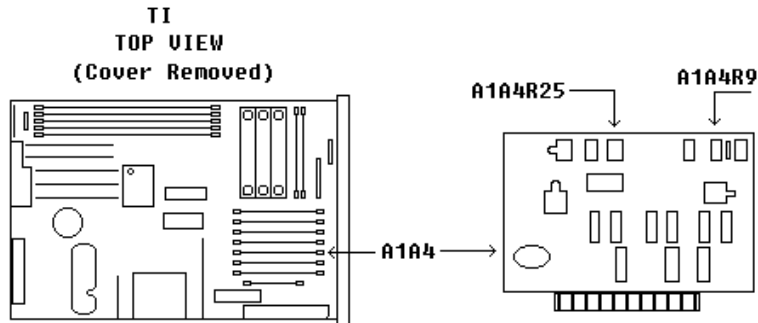 TI
TOP VIEW
(Cover Removed)
A1A4R25
A1A4R9
A1A4